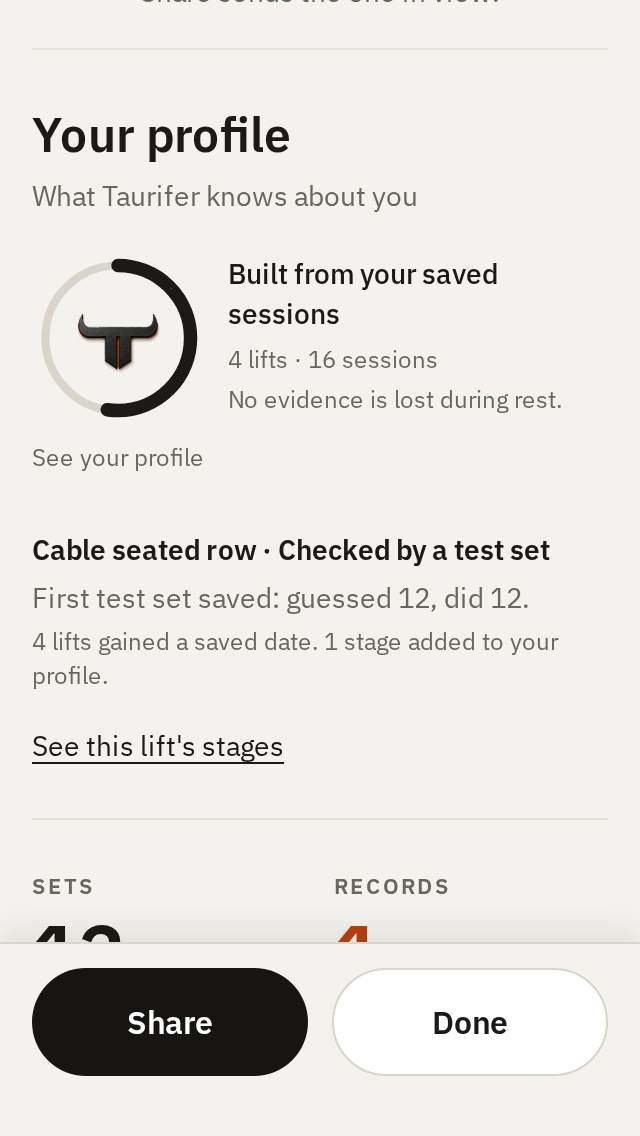 Your profile
What Taurifer knows about you
Built from your saved
sessions
4 lifts · 16 sessions
No evidence is lost during rest.
See your profile
Cable seated row · Checked by a test set
First test set saved: guessed 12, did 12.
4 lifts gained a saved date. 1 stage added to your
profile.
See this lift's stages
SETS
RECORDS
Share
Done